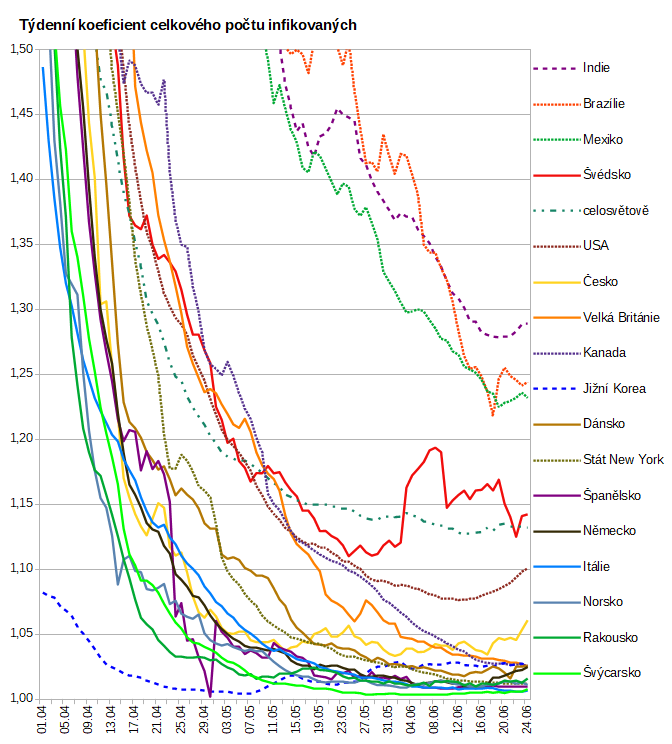 Týdenní koeficient celkového počtu infikovaných
1,50
1,45
1,40
1,35
1,30
1,25
1,20
1,15
1,10
1,05
1,00
01.04
05.04
09.04
13.04
17.04
21.04
25.04
29.04
03.05
07.05
11.05
15.05
19.05
23.05
27.05
31.05
04.06
08.06
12.06
16.06
20.06
24.06
Indie
Brazílie
Mexiko
Švédsko
celosvětově
USA
Česko
Velká Británie
Kanada
Jižní Korea
Dánsko
Stát New York
Španělsko
Německo
Itálie
Norsko
Rakousko
Švýcarsko